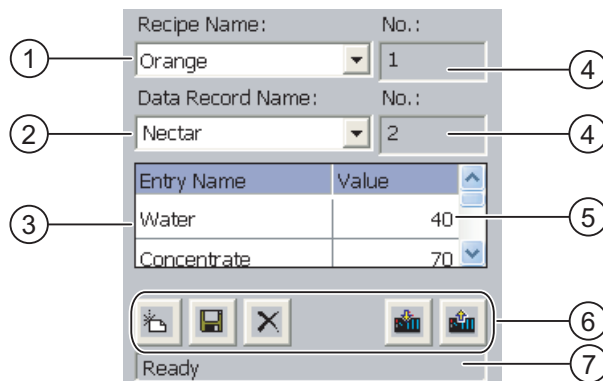 Recipe Name: No.:
1 Orange 1 4
Data Record Name: No.:
2 Nectar 2 4
Entry Name Value
3 Water 40 5
Concentrate 70
6
Ready 7